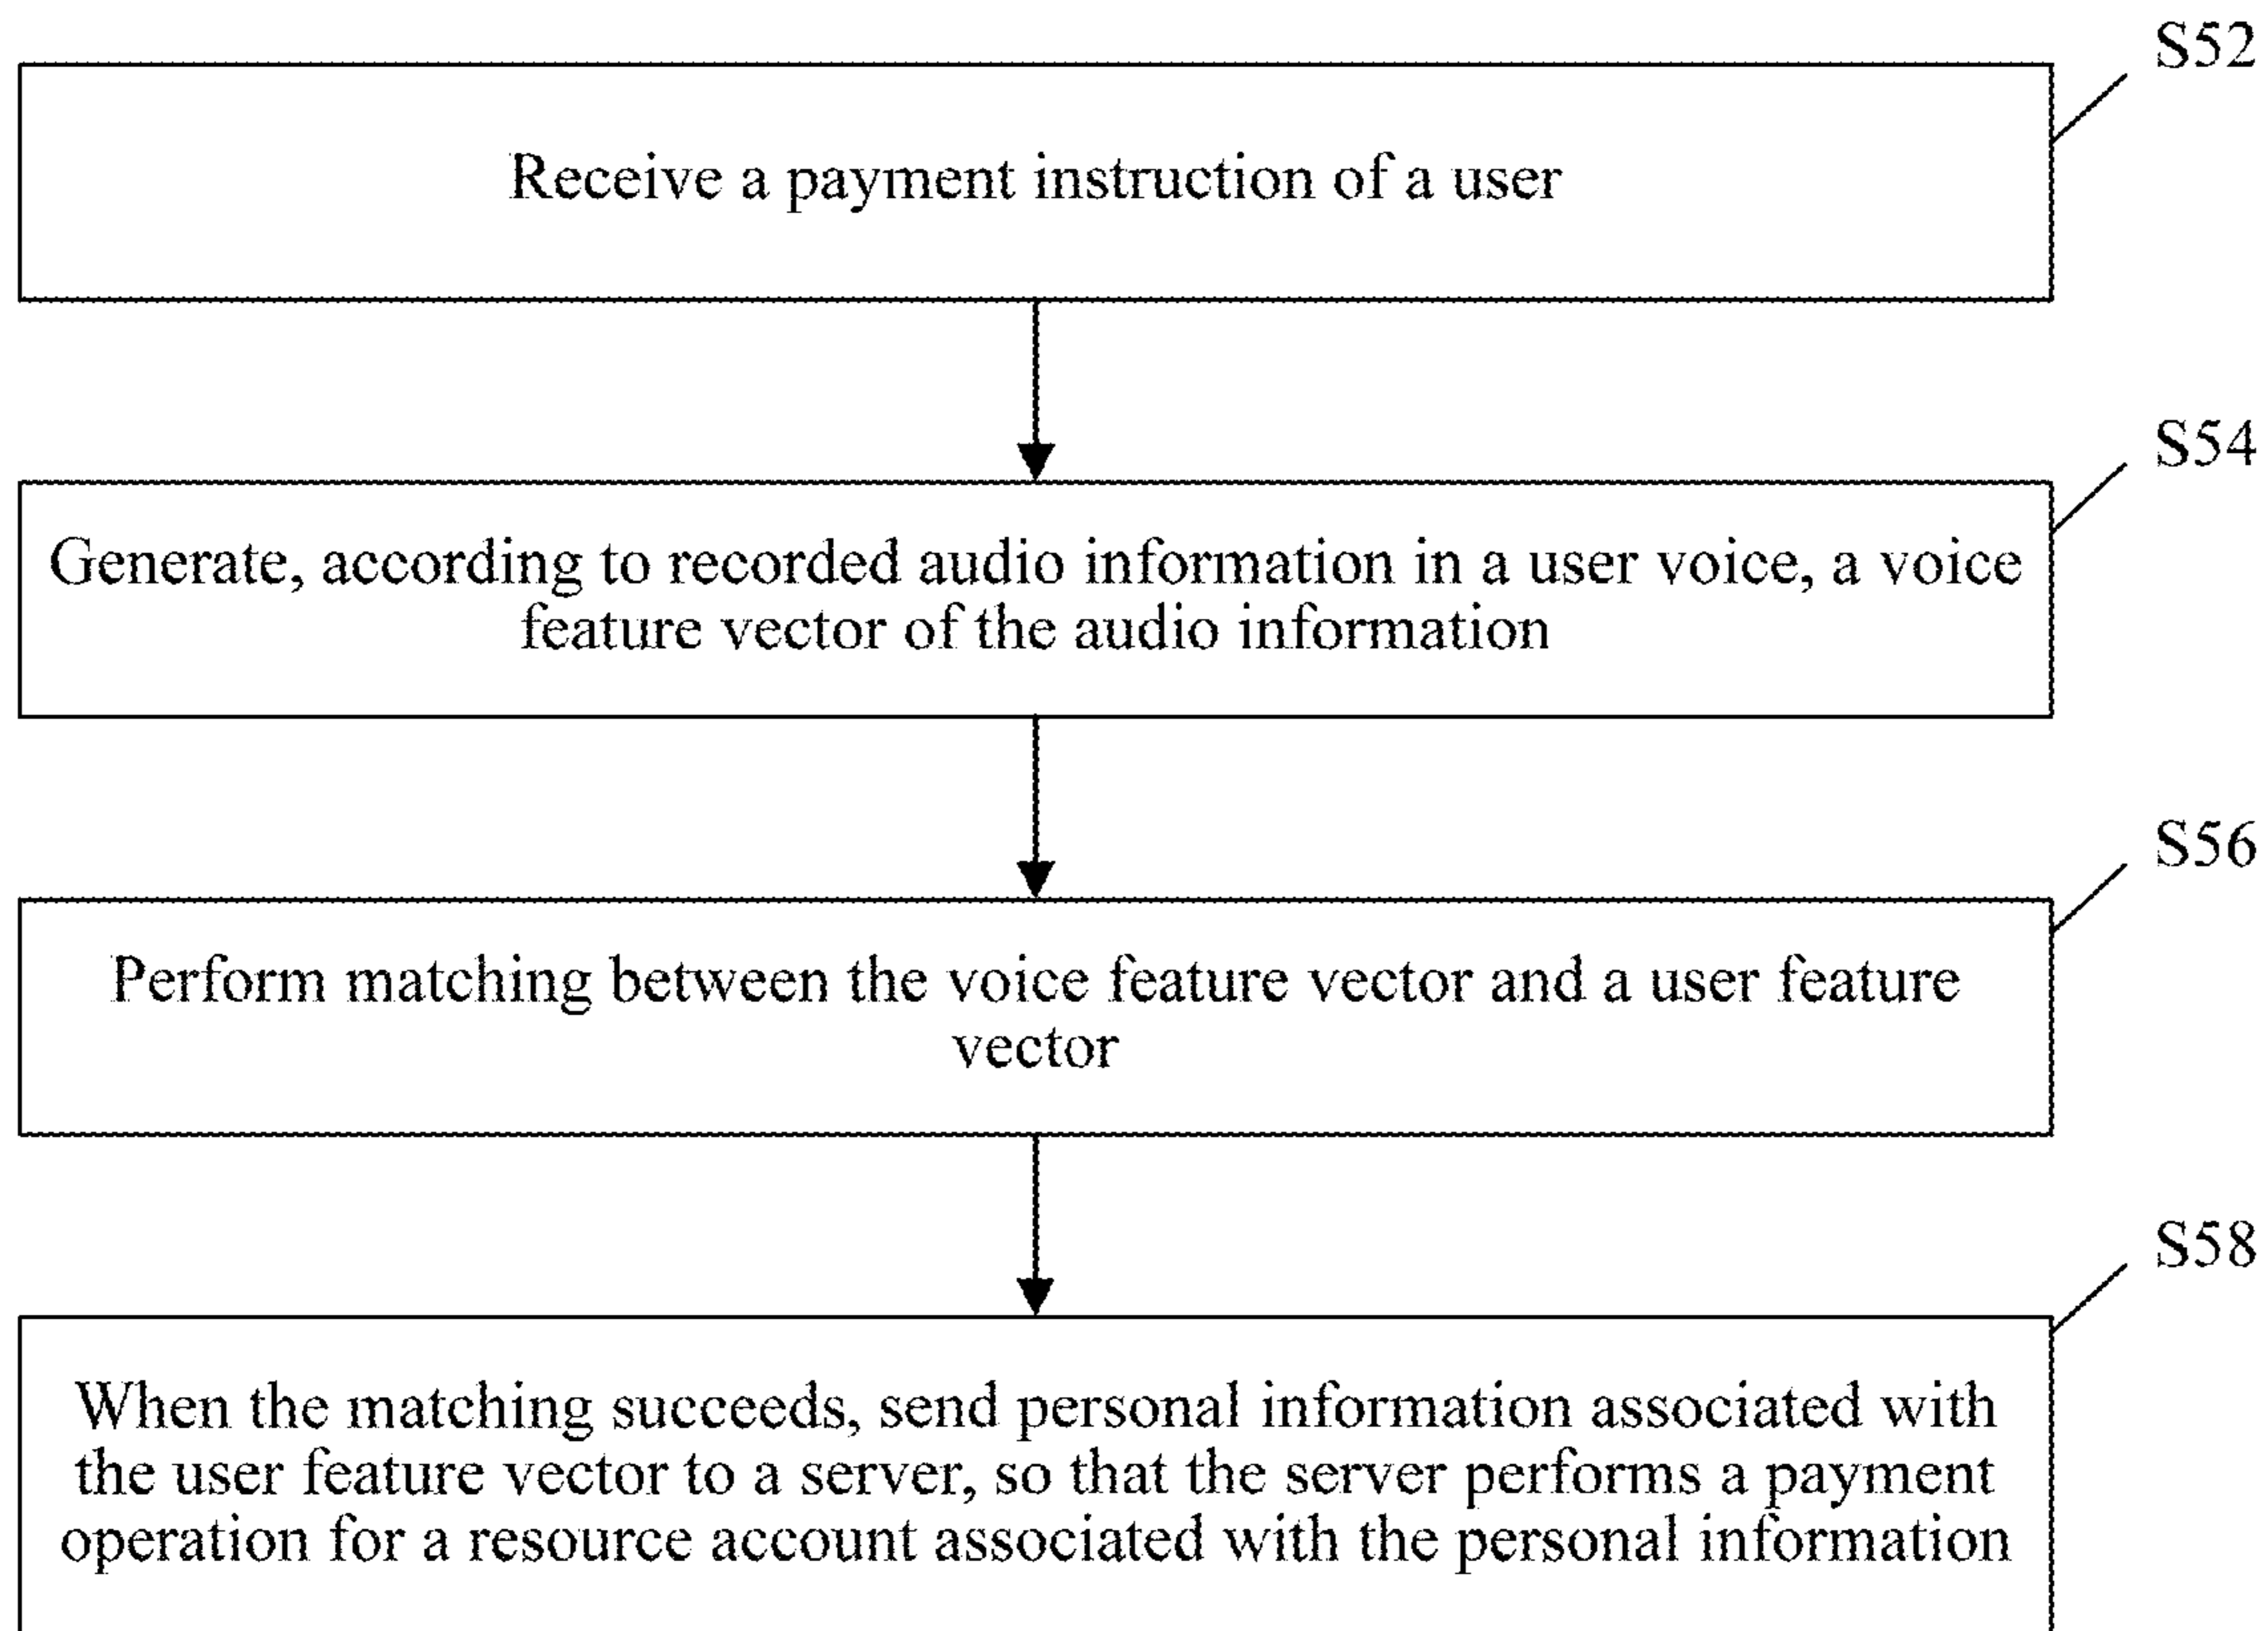 S52
Receive a payment instruction of a user
S54
Generate, according to recorded audio information in a user voice, a voice
feature vector of the audio information
S56
Perform matching between the voice feature vector and a user feature
vector
S58
When the matching succeeds, send personal information associated with
the user feature vector to a server, so that the server performs a payment
operation for a resource account associated with the personal information